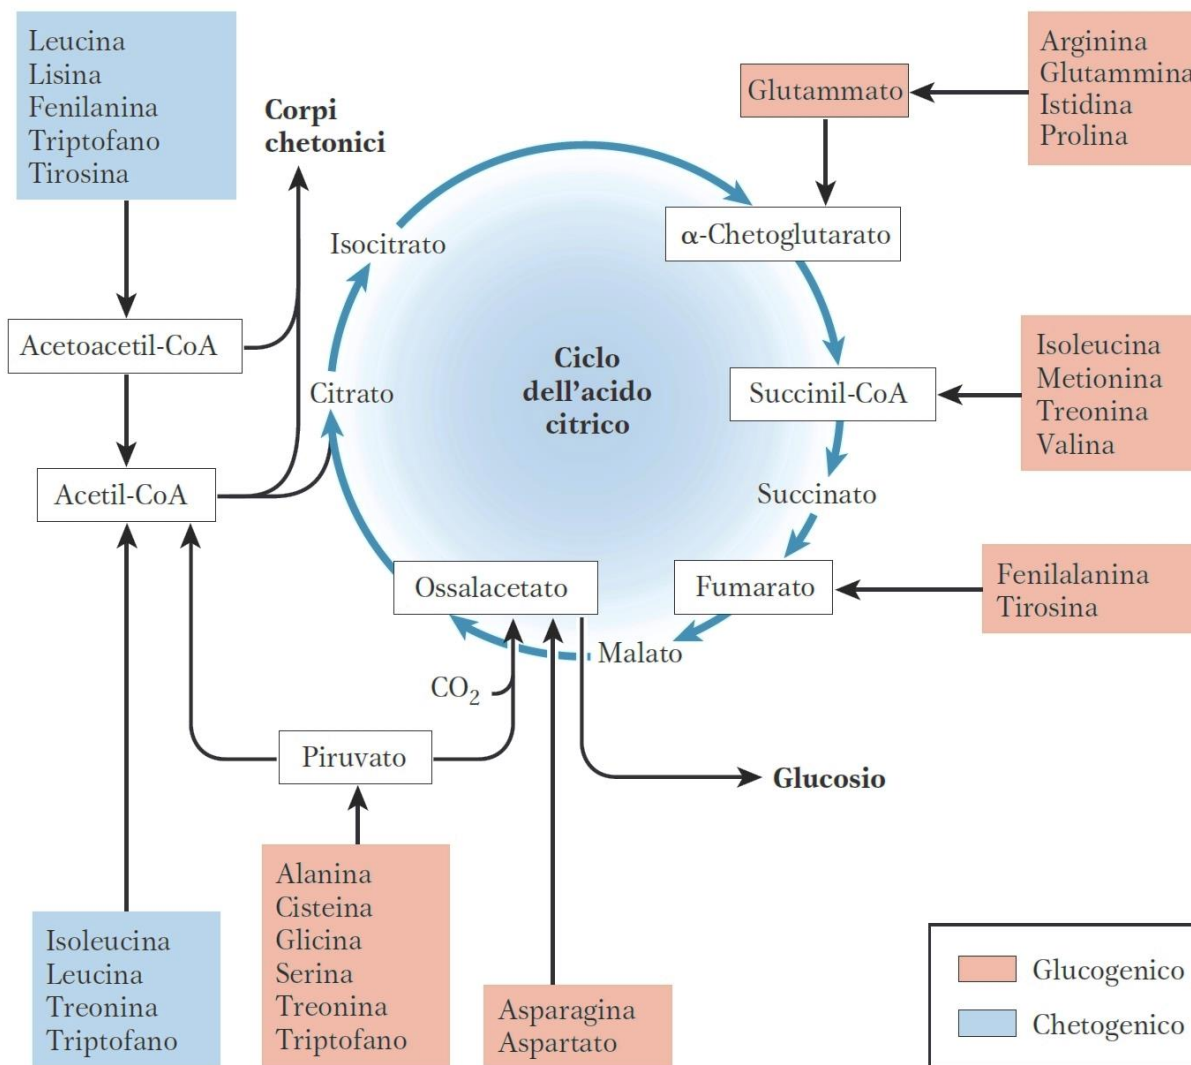 Leucina
Lisina
Fenilanina
Triptofano
Tirosina
Corpi
chetonici
Glutammato
Arginina
Glutammina
Istidina
Prolina
Isocitrato
α-Chetoglutarato
Acetoacetil-CoA
Citrato
Ciclo
dell’acido
citrico
Succinil-CoA
Isoleucina
Metionina
Treonina
Valina
Acetil-CoA
Succinato
Ossalacetato
Fumarato
Fenilalanina
Tirosina
Malato
CO₂
Piruvato
Glucosio
Alanina
Cisteina
Glicina
Serina
Treonina
Triptofano
Isoleucina
Leucina
Treonina
Triptofano
Asparagina
Aspartato
Glucogenico
Chetogenico